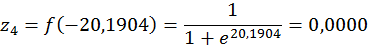 z₄ = f(−20,1904) = 1 / (1 + e^20,1904) = 0,0000